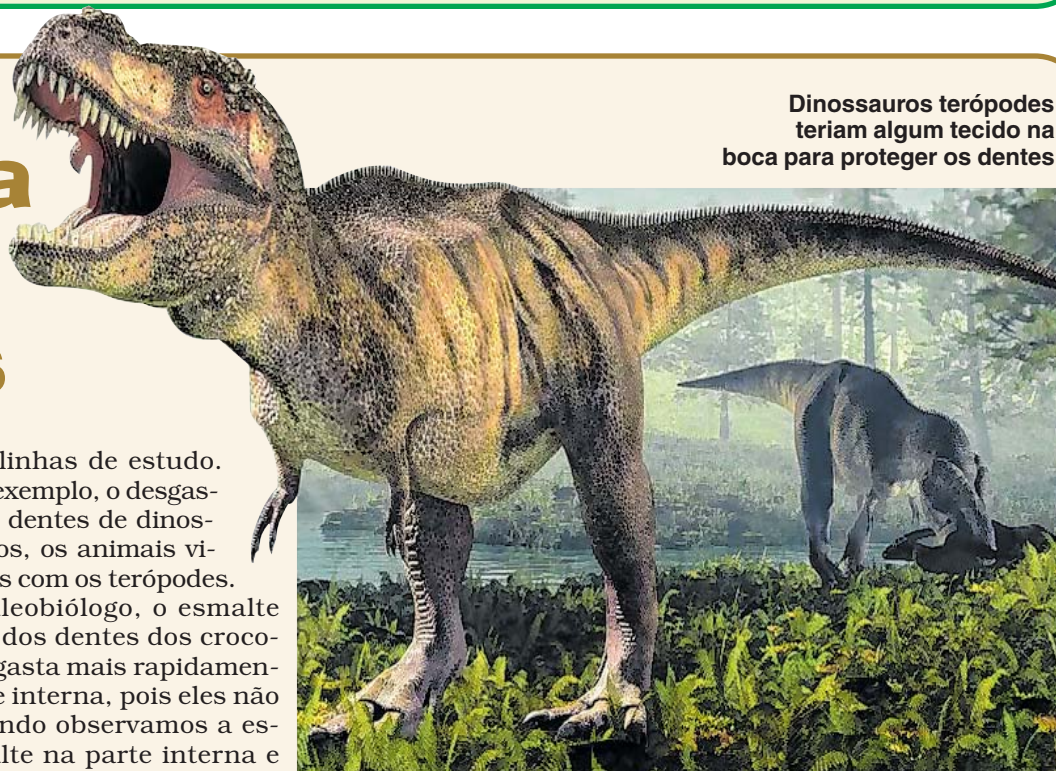 Dinossauros terópodes
teriam algum tecido na
boca para proteger os dentes
a
s
linhas de estudo.
exemplo, o desgas-
dentes de dinos-
os, os animais vi-
s com os terópodes.
leobiólogo, o esmalte
dos dentes dos croco-
gasta mais rapidamen-
e interna, pois eles não
ndo observamos a es-
lte na parte interna e